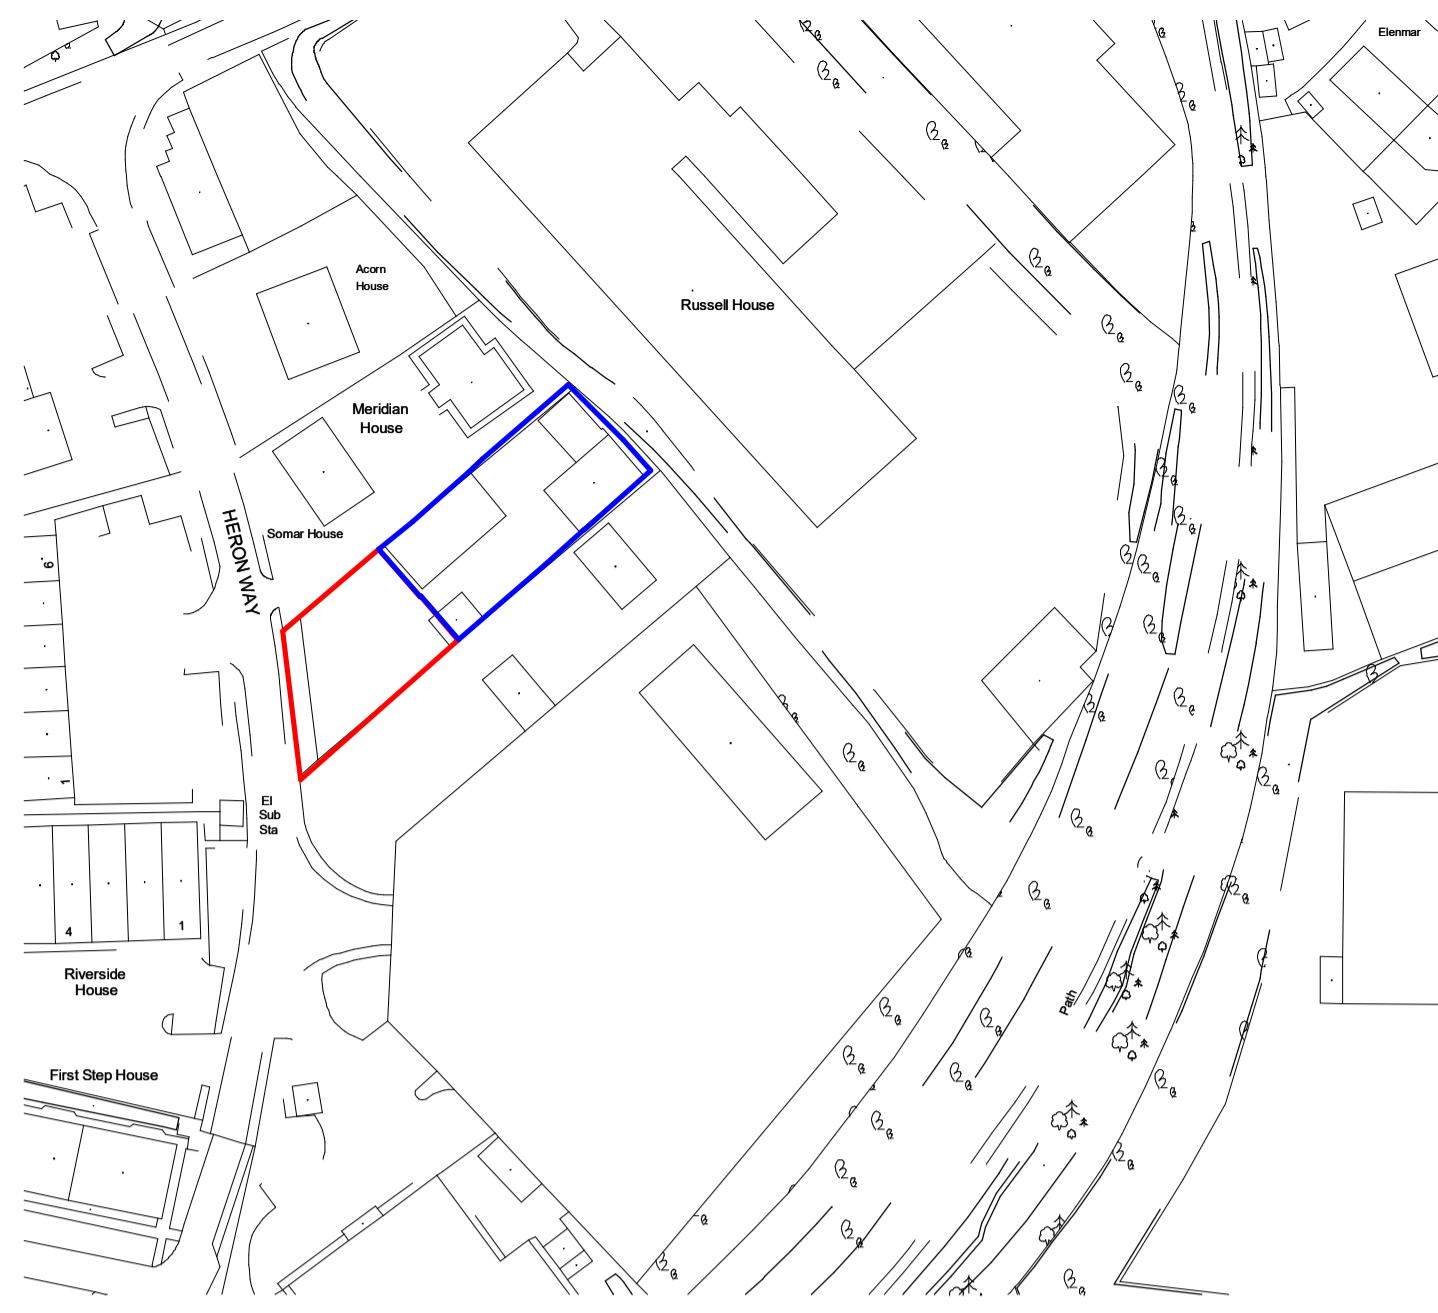 Elenmar
Acorn
House
Russell House
Meridian
House
HERON WAY
Somar House
6
1
El
Sub
Sta
4
1
Riverside
House
Path
First Step House